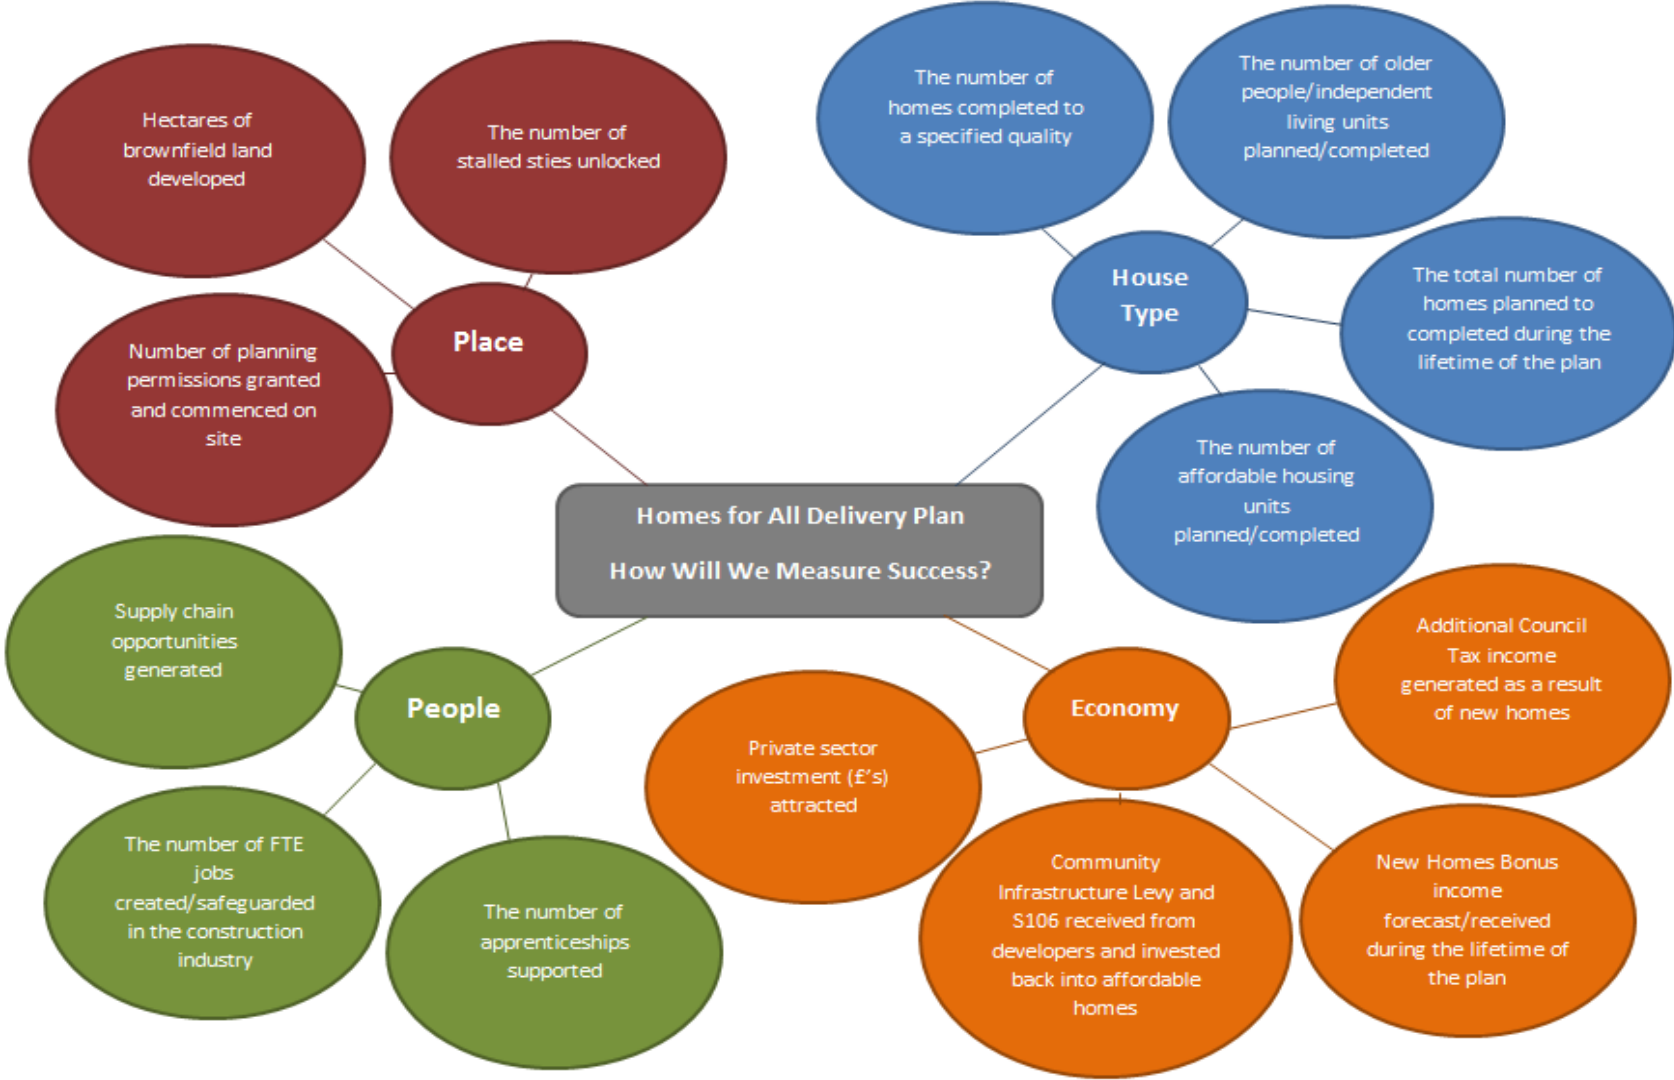 Hectares of
brownfield land
developed
The number of
stalled sties unlocked
Number of planning
permissions granted
and commenced on
site
Place
The number of
homes completed to
a specified quality
The number of older
people/independent
living units
planned/completed
House
Type
The total number of
homes planned to
completed during the
lifetime of the plan
The number of
affordable housing
units
planned/completed
Homes for All Delivery Plan
How Will We Measure Success?
Supply chain
opportunities
generated
People
The number of FTE
jobs
created/safeguarded
in the construction
industry
The number of
apprenticeships
supported
Economy
Additional Council
Tax income
generated as a result
of new homes
Private sector
investment (£'s)
attracted
Community
Infrastructure Levy and
S106 received from
developers and invested
back into affordable
homes
New Homes Bonus
income
forecast/received
during the lifetime of
the plan